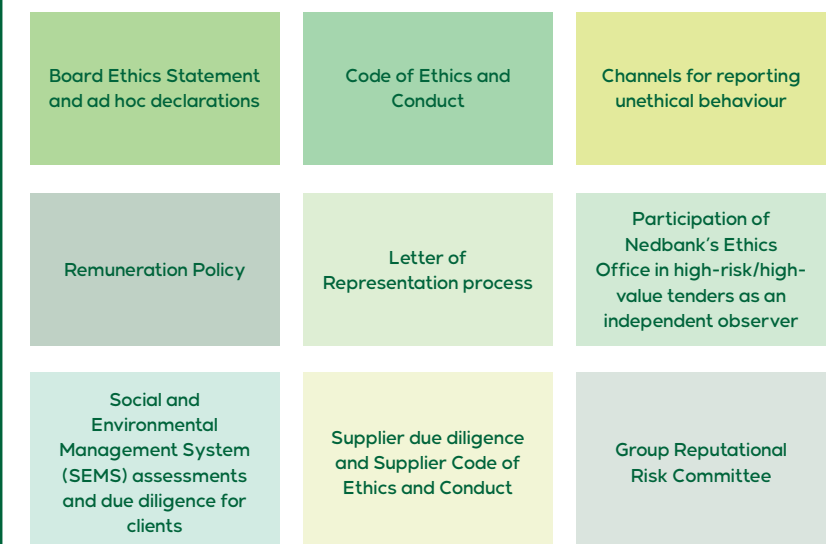 Board Ethics Statement
and ad hoc declarations
Code of Ethics and
Conduct
Channels for reporting
unethical behaviour
Remuneration Policy
Letter of
Representation process
Participation of
Nedbank's Ethics
Office in high-risk/high-
value tenders as an
independent observer
Social and
Environmental
Management System
(SEMS) assessments
and due diligence for
clients
Supplier due diligence
and Supplier Code of
Ethics and Conduct
Group Reputational
Risk Committee